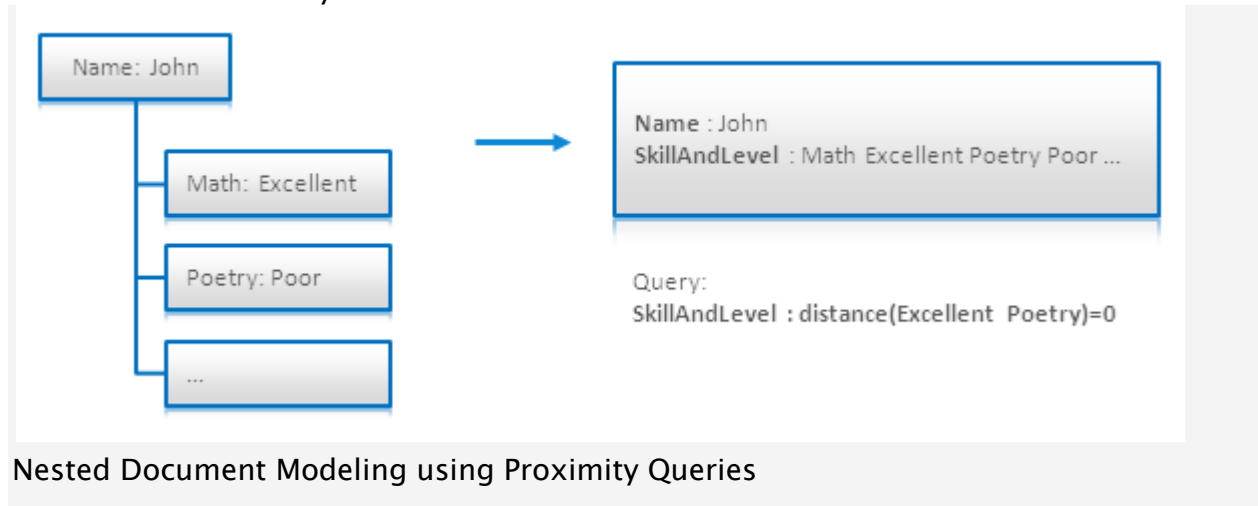 Name: John
Math: Excellent
Poetry: Poor
...
Name : John
SkillAndLevel : Math Excellent Poetry Poor ...
Query:
SkillAndLevel : distance(Excellent Poetry)=0
Nested Document Modeling using Proximity Queries